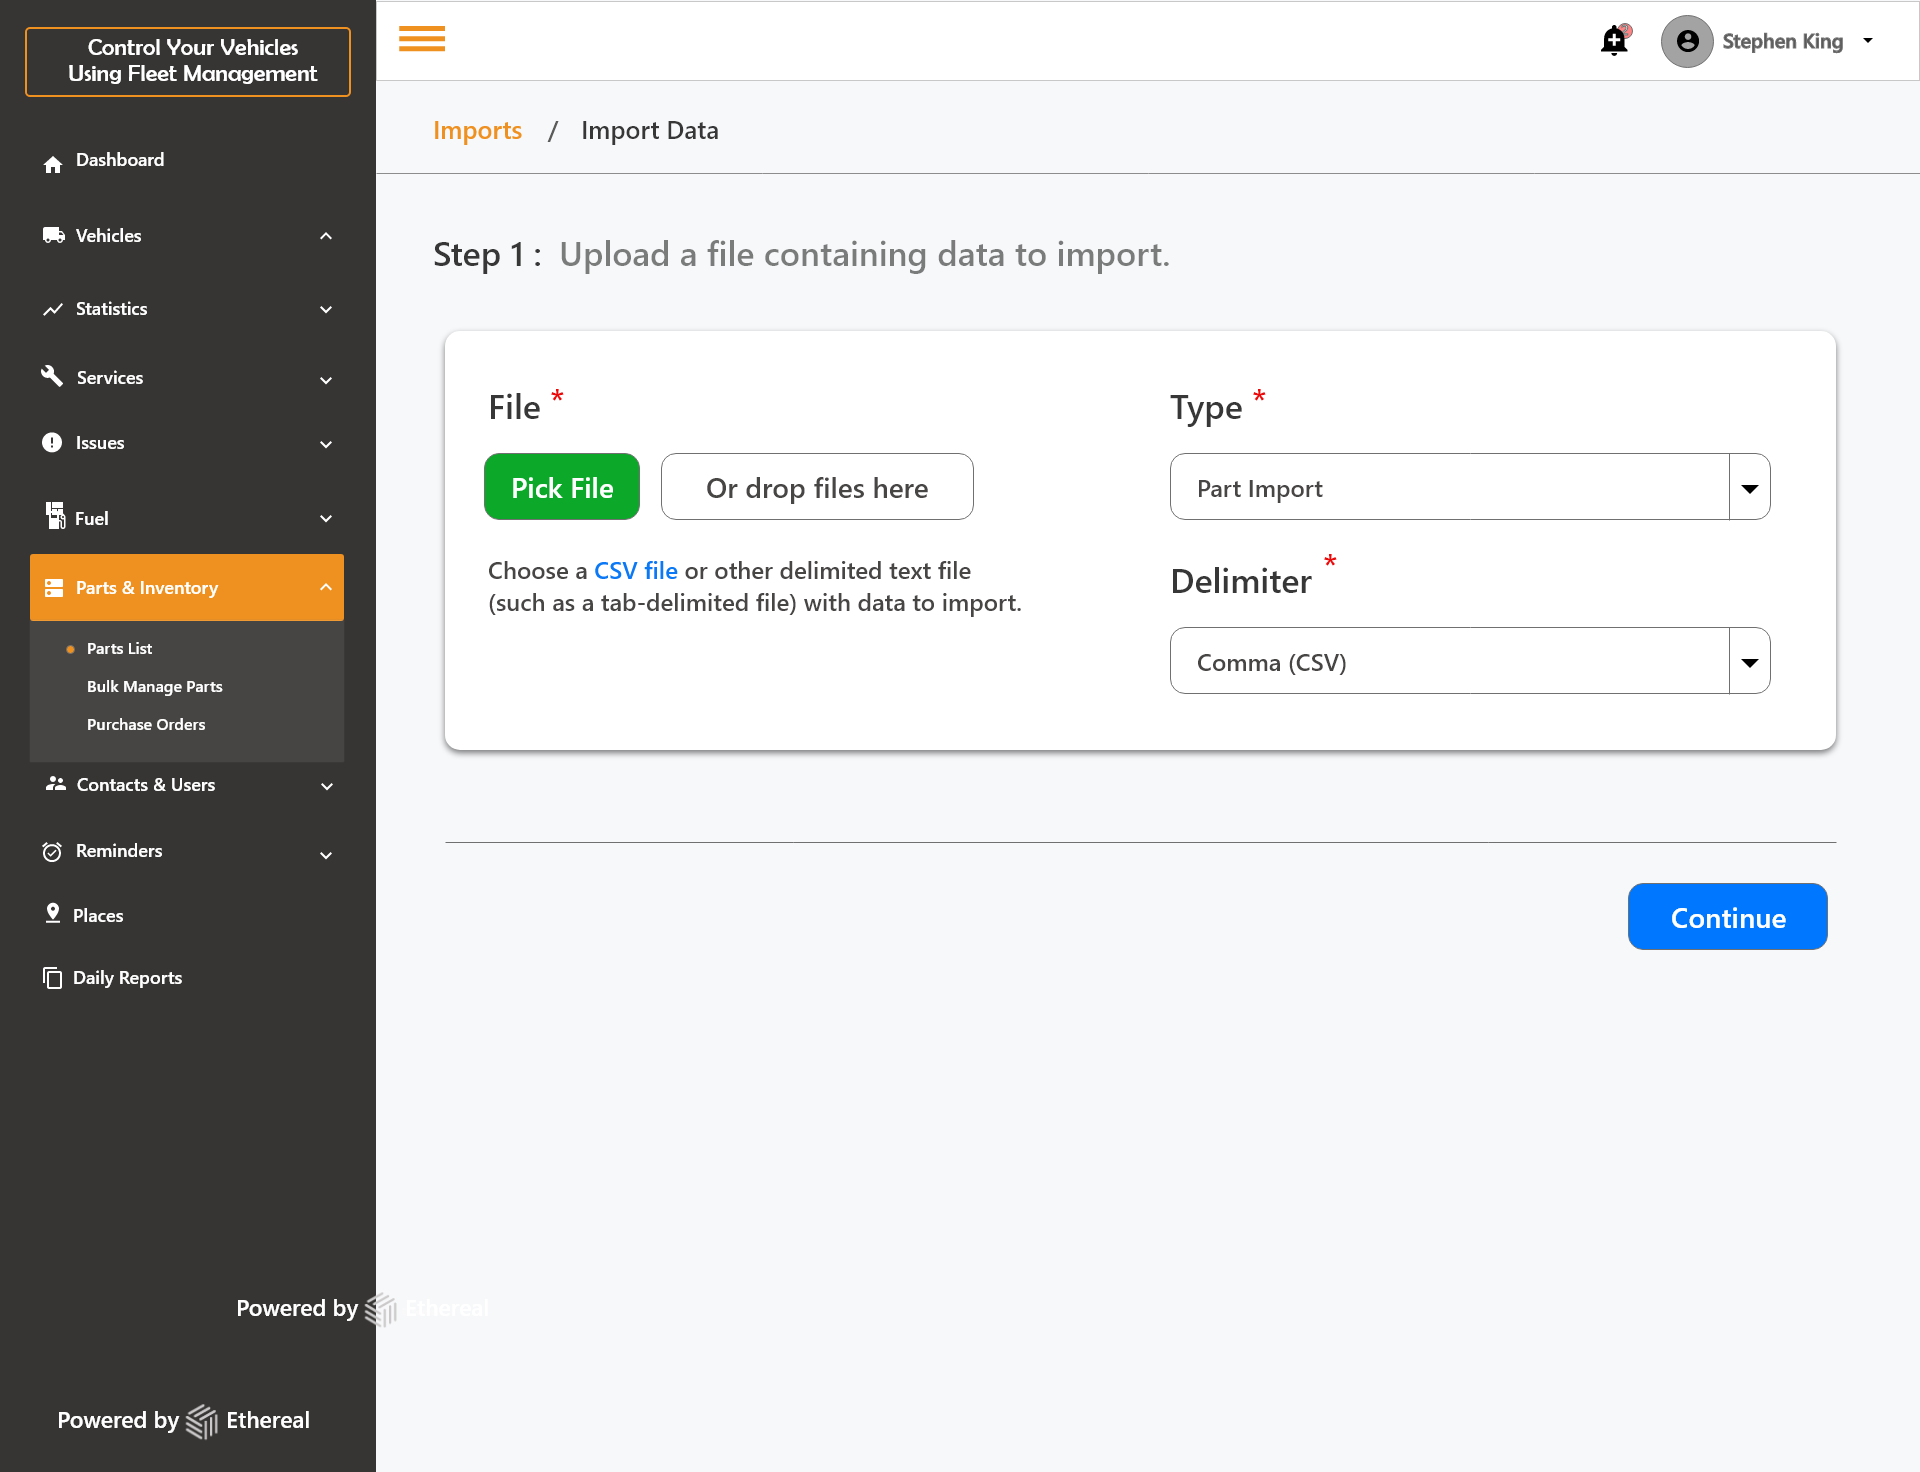 Control Your Vehicles
Using Fleet Management
Stephen King
Imports / Import Data
Dashboard
Vehicles
Statistics
Services
Issues
Fuel
Parts & Inventory
Parts List
Bulk Manage Parts
Purchase Orders
Contacts & Users
Reminders
Places
Daily Reports
Step 1 : Upload a file containing data to import.
File *
Pick File
Or drop files here
Choose a CSV file or other delimited text file
(such as a tab-delimited file) with data to import.
Type *
Part Import
Delimiter *
Comma (CSV)
Continue
Powered by Ethereal
Powered by Ethereal